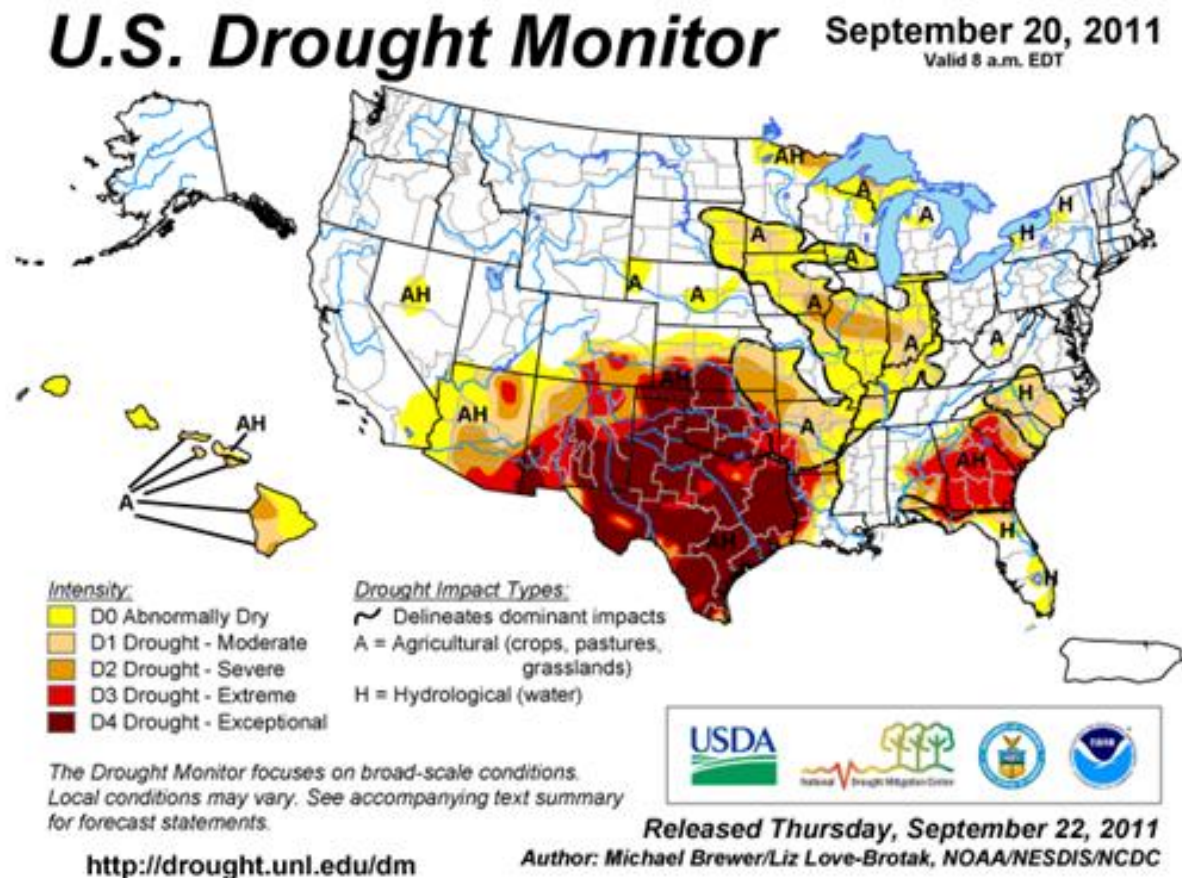 U.S. Drought Monitor
September 20, 2011
Valid 8 a.m. EDT
AH
A
A
H
H
A
A
AH
A
A
A
A
A
AH
AH
A
H
AH
AH
H
H
AH
A
Intensity:
D0 Abnormally Dry
D1 Drought - Moderate
D2 Drought - Severe
D3 Drought - Extreme
D4 Drought - Exceptional
Drought Impact Types:
Delineates dominant impacts
A = Agricultural (crops, pastures,
grasslands)
H = Hydrological (water)
USDA
National Drought Mitigation Center
The Drought Monitor focuses on broad-scale conditions.
Local conditions may vary. See accompanying text summary
for forecast statements.
http://drought.unl.edu/dm
Released Thursday, September 22, 2011
Author: Michael Brewer/Liz Love-Brotak, NOAA/NESDIS/NCDC